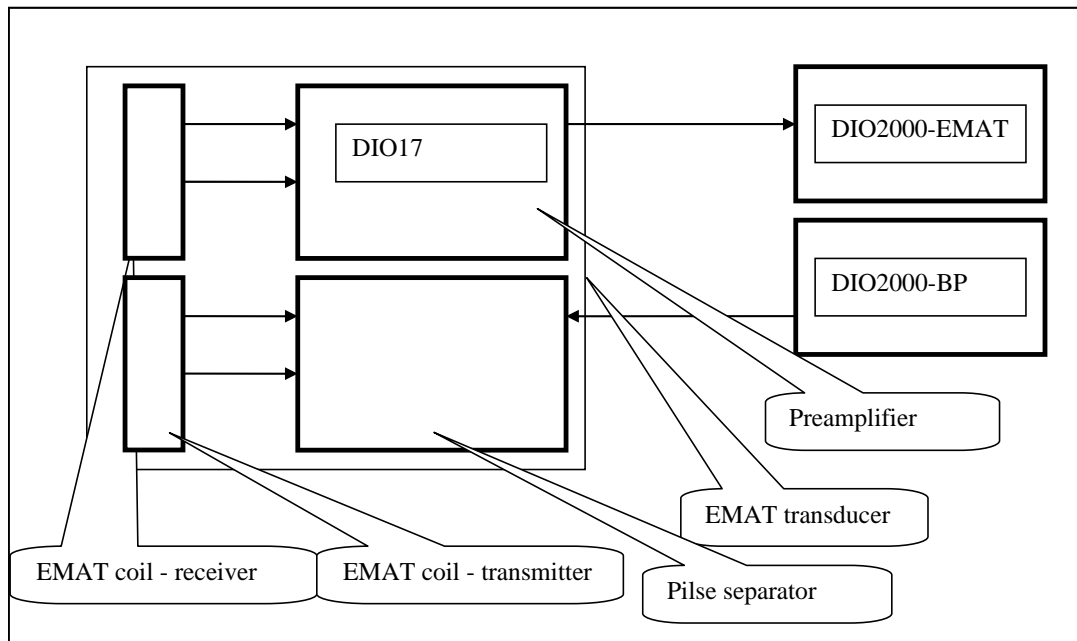 DIO2000-EMAT
DIO17
DIO2000-BP
Preamplifier
EMAT transducer
EMAT coil - receiver
EMAT coil - transmitter
Pilse separator